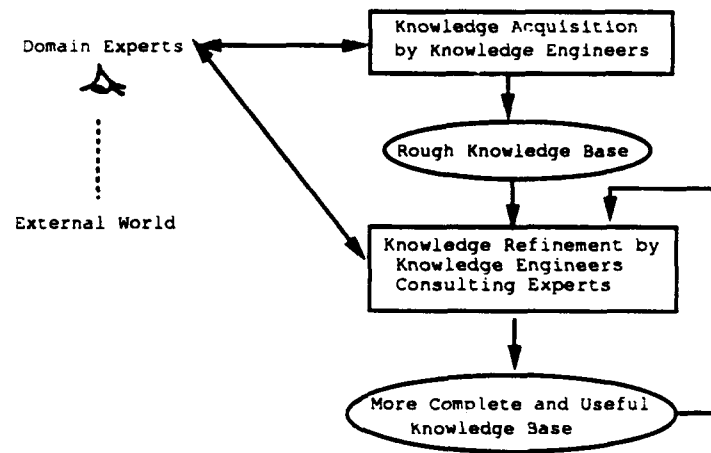 Knowledge Acquisition
by Knowledge Engineers
Domain Experts
Rough Knowledge Base
External World
Knowledge Refinement by
Knowledge Engineers
Consulting Experts
More Complete and Useful
Knowledge Base